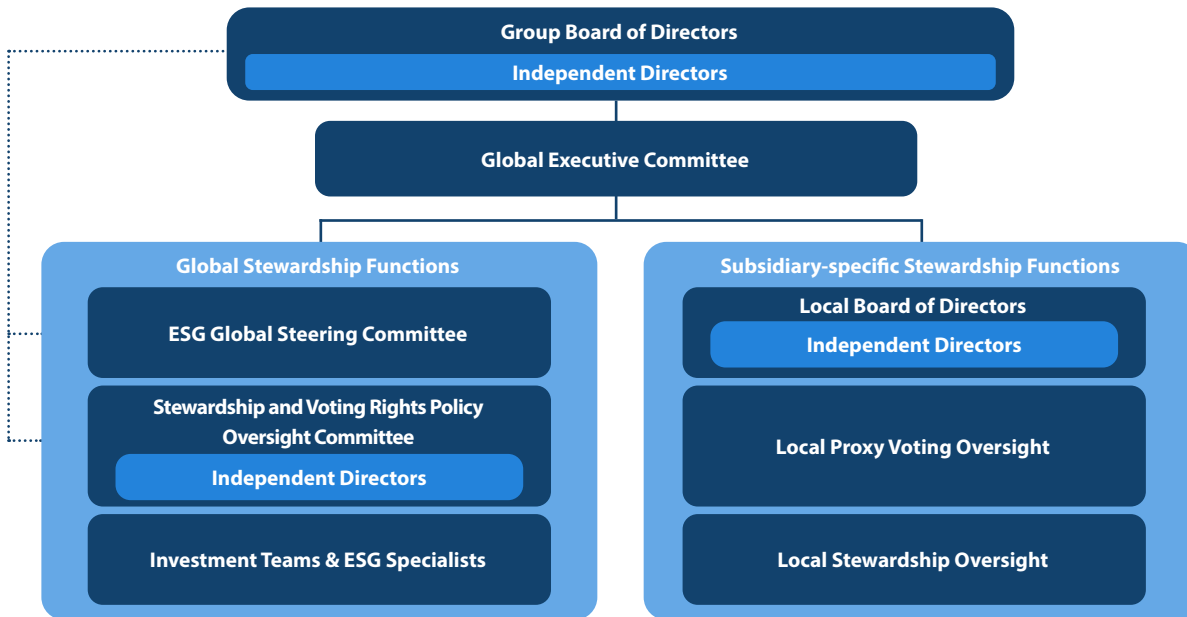 Group Board of Directors
Independent Directors
Global Executive Committee
Global Stewardship Functions
ESG Global Steering Committee
Stewardship and Voting Rights Policy
Oversight Committee
Independent Directors
Investment Teams & ESG Specialists
Subsidiary-specific Stewardship Functions
Local Board of Directors
Independent Directors
Local Proxy Voting Oversight
Local Stewardship Oversight